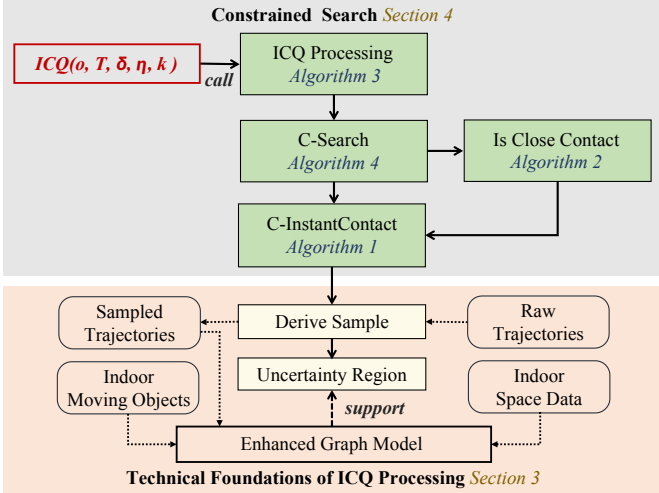 Constrained Search Section 4
ICQ(o, T, δ, η, k )
call
ICQ Processing
Algorithm 3
C-Search
Algorithm 4
Is Close Contact
Algorithm 2
C-InstantContact
Algorithm 1
Sampled
Trajectories
Derive Sample
Raw
Trajectories
Indoor
Moving Objects
Uncertainty Region
Indoor
Space Data
support
Enhanced Graph Model
Technical Foundations of ICQ Processing Section 3